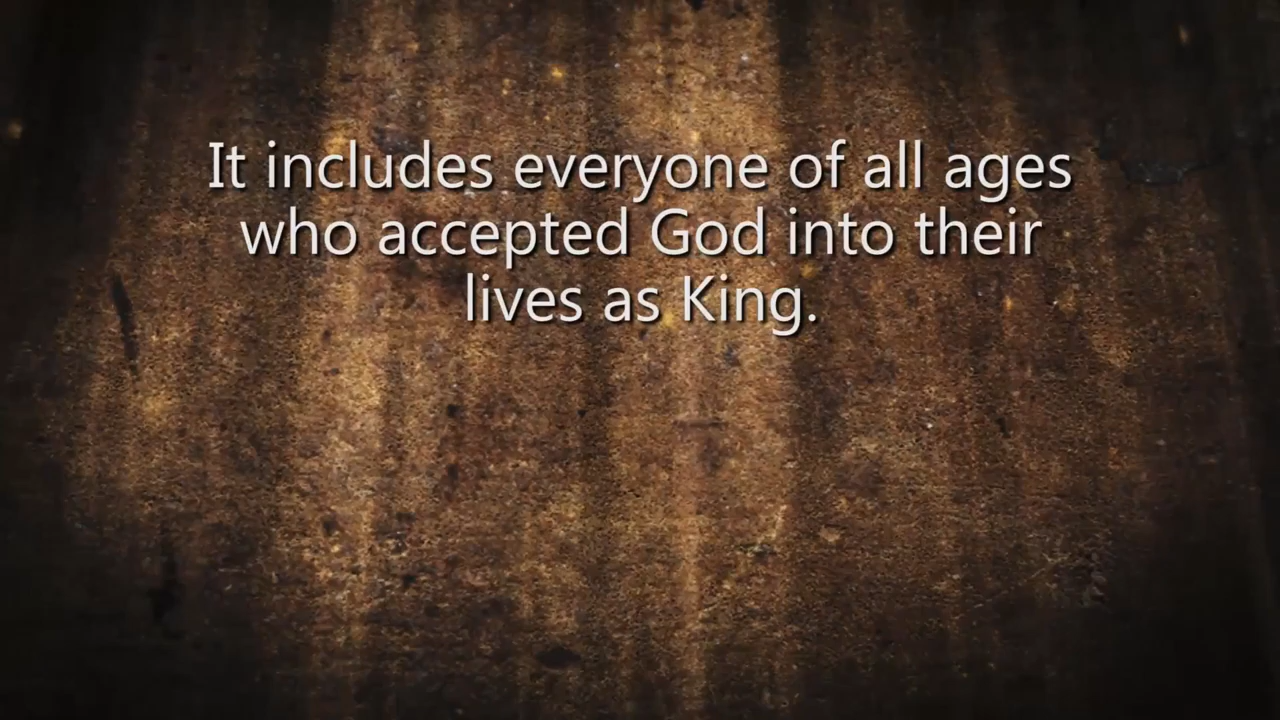 It includes everyone of all ages
who accepted God into their
lives as King.